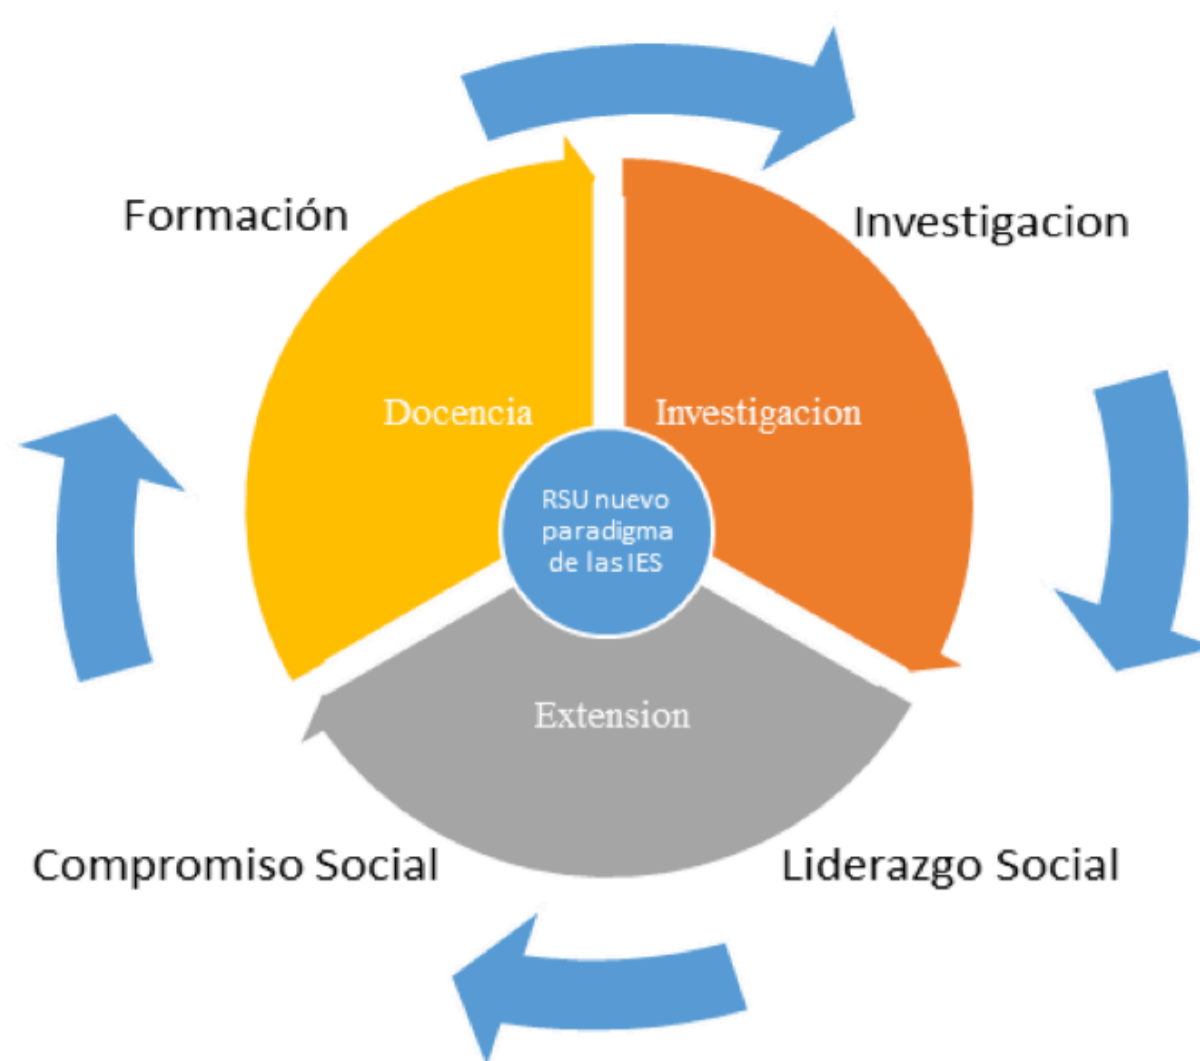 Formación
Investigacion
Docencia
Investigacion
RSU nuevo
paradigma
de las IES
Extension
Compromiso Social
Liderazgo Social